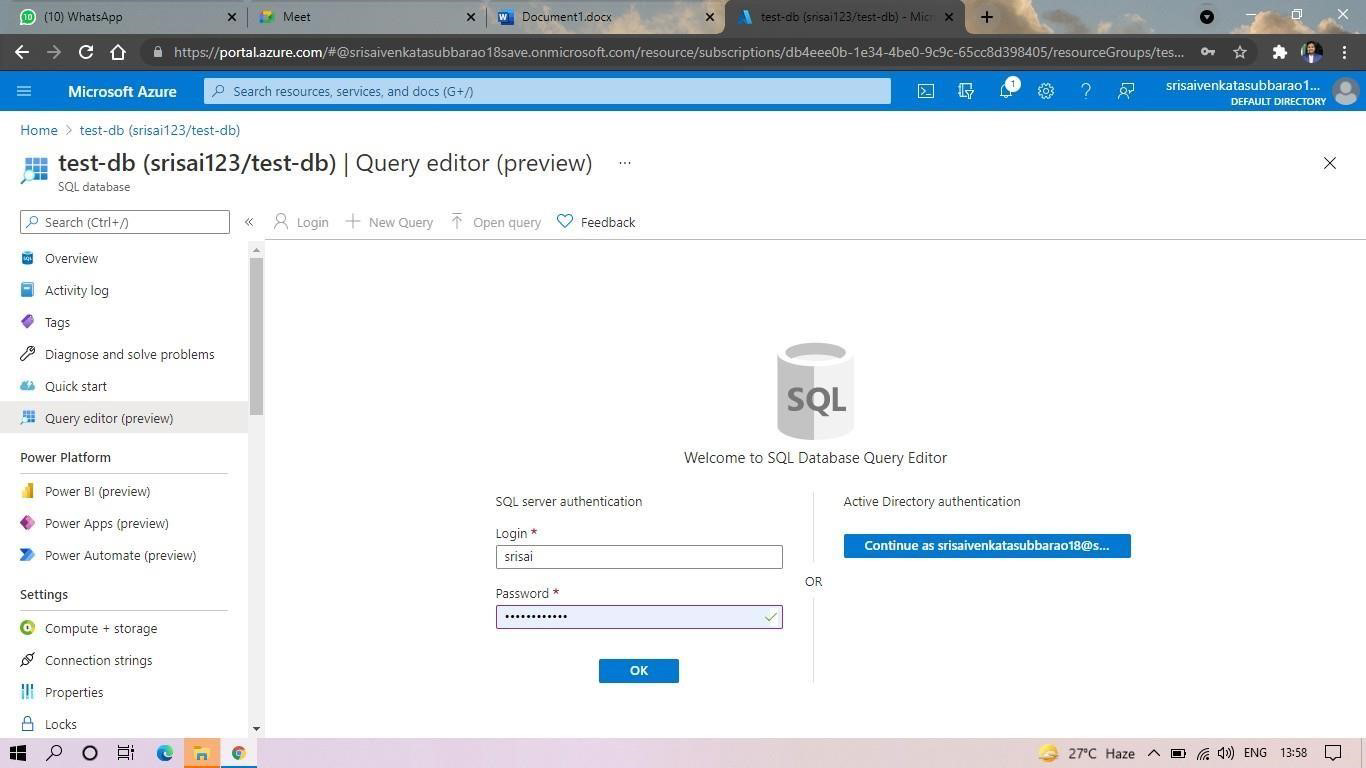 (10) WhatsApp
Meet
Document1.docx
test-db (srisai123/test-db) - Micr
https://portal.azure.com/#@srisaivenkatasubbarao18save.onmicrosoft.com/resource/subscriptions/db4eee0b-1e34-4be0-9c9c-65cc8d398405/resourceGroups/tes...
Microsoft Azure
Search resources, services, and docs (G+/)
1
srisaivenkatasubbarao1...
DEFAULT DIRECTORY
Home > test-db (srisai123/test-db)
test-db (srisai123/test-db) | Query editor (preview) ...
SQL database
Search (Ctrl+/)
«
Login
New Query
Open query
Feedback
Overview
Activity log
Tags
Diagnose and solve problems
Quick start
Query editor (preview)
Power Platform
Power BI (preview)
Power Apps (preview)
Power Automate (preview)
Settings
Compute + storage
Connection strings
Properties
Locks
SQL
Welcome to SQL Database Query Editor
SQL server authentication
Login *
srisai
Password *
••••••••••••
OK
OR
Active Directory authentication
Continue as srisaivenkatasubbarao18@s...
27°C Haze
ENG
13:58